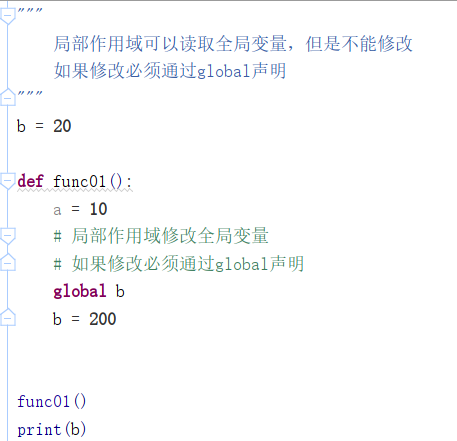 """
    局部作用域可以读取全局变量，但是不能修改
    如果修改必须通过global声明
"""
b = 20
def func01():
    a = 10
    # 局部作用域修改全局变量
    # 如果修改必须通过global声明
    global b
    b = 200
func01()
print(b)